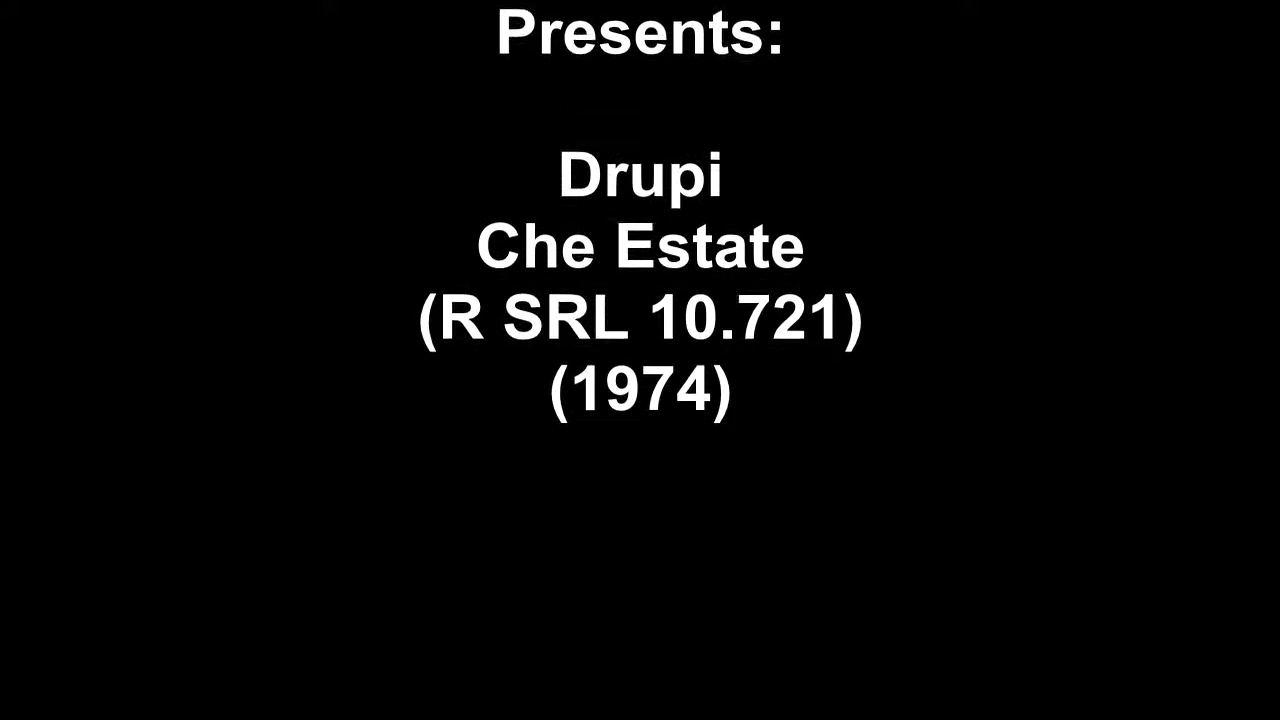 Presents:
Drupi
Che Estate
(R SRL 10.721)
(1974)